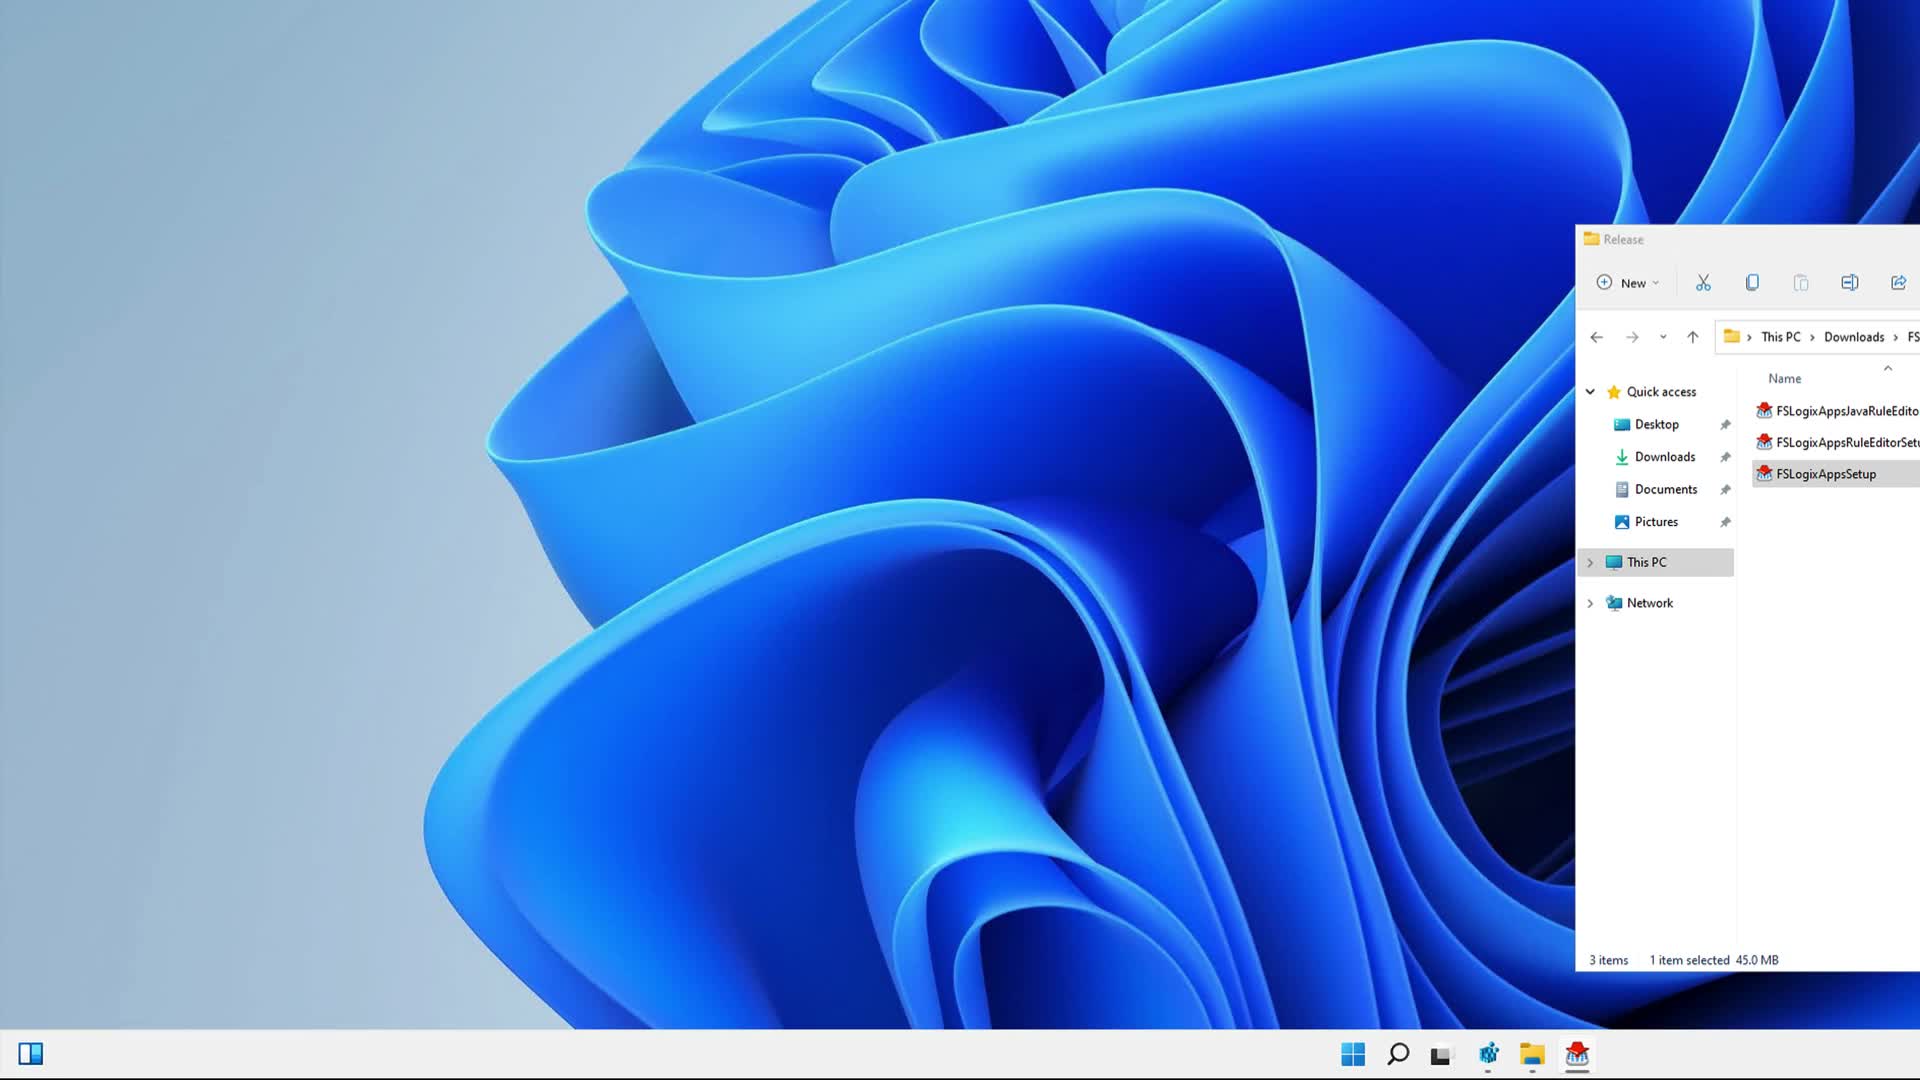 Release
New
This PC > Downloads > FS
Name
Quick access
Desktop
Downloads
Documents
Pictures
This PC
Network
FSLogixAppsJavaRuleEdito
FSLogixAppsRuleEditorSetu
FSLogixAppsSetup
3 items 1 item selected 45.0 MB